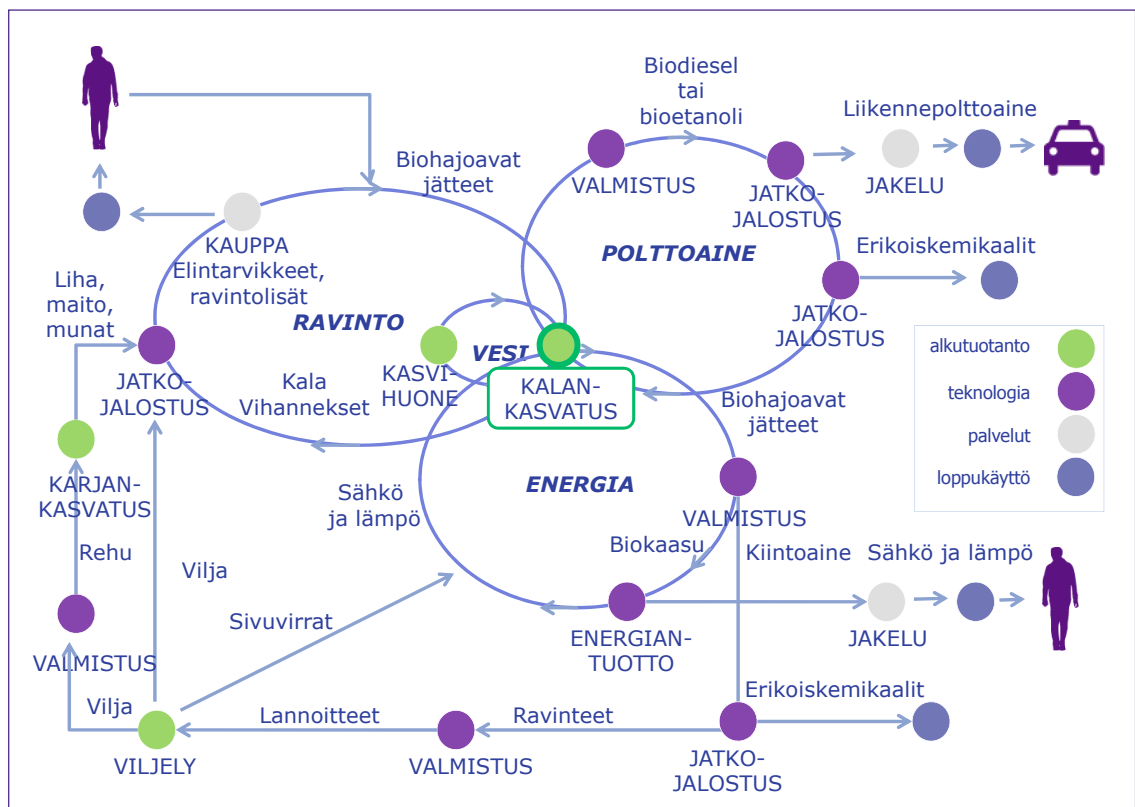 Biodiesel
tai
bioetanoli
Liikennepolttoaine
Biohajoavat
jätteet
VALMISTUS
JATKO-
JALOSTUS
JAKELU
KAUPPA
Elintarvikkeet,
ravintolisät
POLTTOAINE
Erikoiskemikaalit
Liha,
maito,
munat
RAVINTO
JATKO-
JALOSTUS
VESI
KASVI-
HUONE
KALAN-
KASVATUS
JATKO-
JALOSTUS
Kala
Vihannekset
Biohajoavat
jätteet
alkutuotanto
teknologia
palvelut
loppukäyttö
KARJAN-
KASVATUS
Sähkö
ja lämpö
ENERGIA
VALMISTUS
Rehu
Vilja
Biokaasu
Kiintoaine
Sähkö ja lämpö
Sivuvirrat
VALMISTUS
ENERGIAN-
TUOTTO
JAKELU
Vilja
Lannoitteet
Ravinteet
Erikoiskemikaalit
VILJELY
VALMISTUS
JATKO-
JALOSTUS